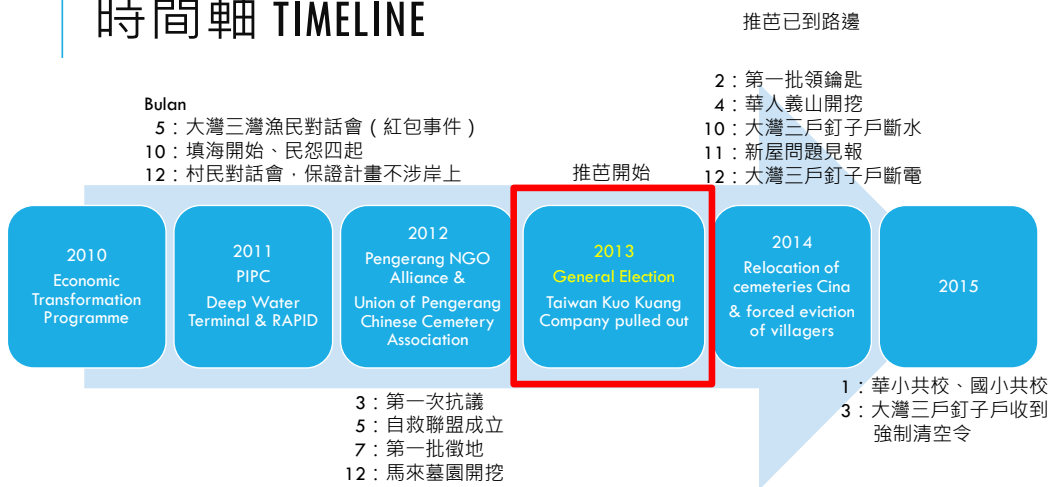 時間軸 TIMELINE
推芭已到路邊
Bulan
5：大灣三灣漁民對話會（紅包事件）
10：填海開始、民怨四起
12：村民對話會，保證計畫不涉岸上
推芭開始
2：第一批領鑰匙
4：華人義山開挖
10：大灣三戶釘子戶斷水
11：新屋問題見報
12：大灣三戶釘子戶斷電
2010
Economic
Transformation
Programme
2011
PIPC
Deep Water
Terminal & RAPID
2012
Pengerang NGO
Alliance &
Union of Pengerang
Chinese Cemetery
Association
2013
General Election
Taiwan Kuo Kuang
Company pulled out
2014
Relocation of
cemeteries Cina
& forced eviction
of villagers
2015
3：第一次抗議
5：自救聯盟成立
7：第一批徵地
12：馬來墓園開挖
1：華小共校、國小共校
3：大灣三戶釘子戶收到
強制清空令